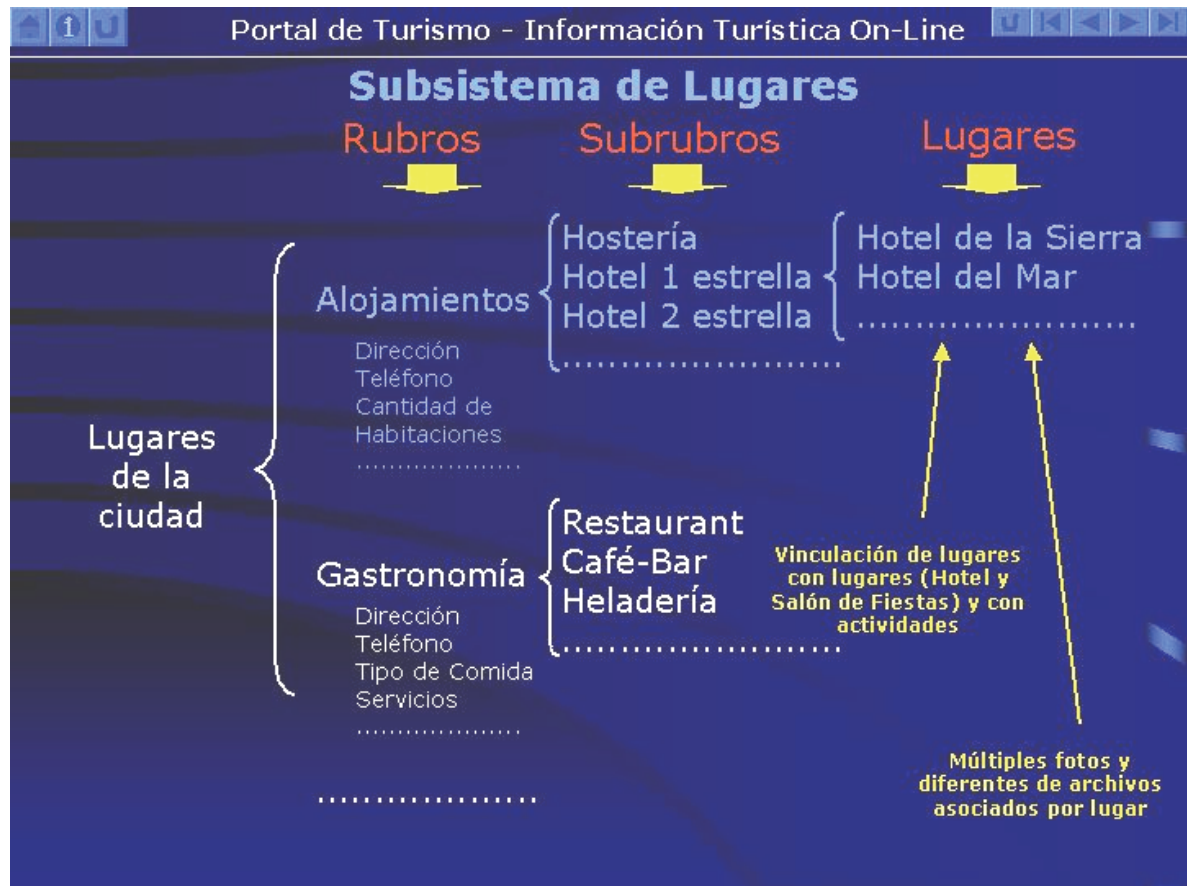 Portal de Turismo - Información Turística On-Line
Subsistema de Lugares
Rubros
Subrubros
Lugares
Lugares
de la
ciudad
Alojamientos
Dirección
Teléfono
Cantidad de
Habitaciones
....................
Hostería
Hotel 1 estrella
Hotel 2 estrella
........................
Hotel de la Sierra
Hotel del Mar
........................
Gastronomía
Dirección
Teléfono
Tipo de Comida
Servicios
....................
Restaurant
Café-Bar
Heladería
........................
....................
Vinculación de lugares
con lugares (Hotel y
Salón de Fiestas) y con
actividades
Múltiples fotos y
diferentes de archivos
asociados por lugar